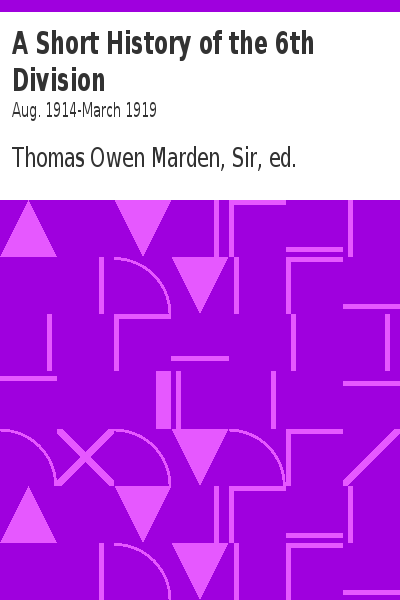 A Short History of the 6th
Division
Aug. 1914-March 1919
Thomas Owen Marden, Sir, ed.